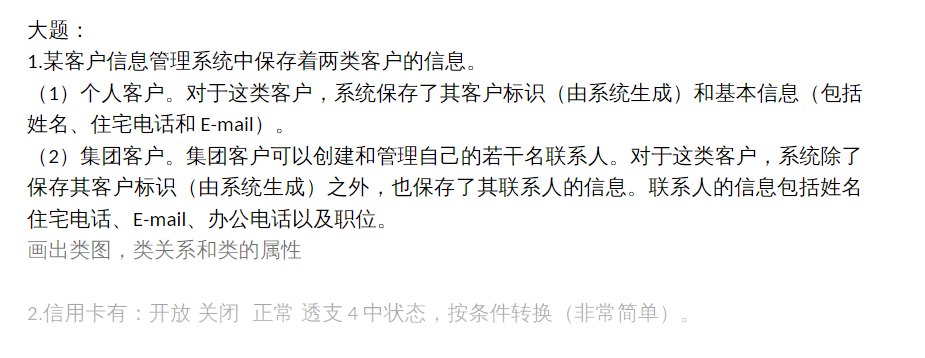 大题：
1.某客户信息管理系统中保存着两类客户的信息。
（1）个人客户。对于这类客户，系统保存了其客户标识（由系统生成）和基本信息（包括
姓名、住宅电话和 E-mail）。
（2）集团客户。集团客户可以创建和管理自己的若干名联系人。对于这类客户，系统除了
保存其客户标识（由系统生成）之外，也保存了其联系人的信息。联系人的信息包括姓名
住宅电话、E-mail、办公电话以及职位。
画出类图，类关系和类的属性
2.信用卡有：开放 关闭 正常 透支 4 中状态，按条件转换（非常简单）。